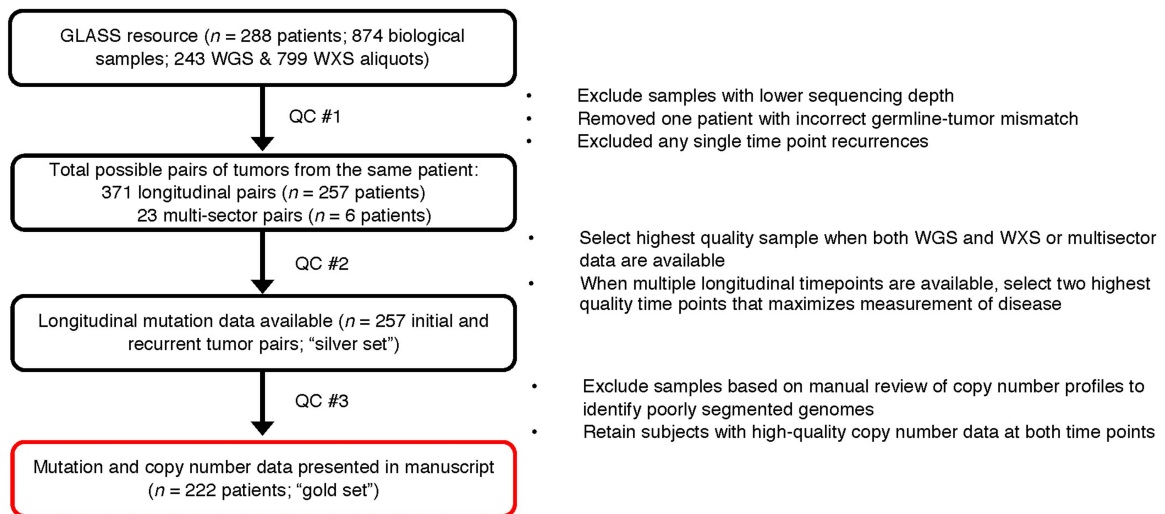 GLASS resource (n = 288 patients; 874 biological
samples; 243 WGS & 799 WXS aliquots)
QC #1
• Exclude samples with lower sequencing depth
• Removed one patient with incorrect germline-tumor mismatch
• Excluded any single time point recurrences
Total possible pairs of tumors from the same patient:
371 longitudinal pairs (n = 257 patients)
23 multi-sector pairs (n = 6 patients)
QC #2
• Select highest quality sample when both WGS and WXS or multisector
data are available
• When multiple longitudinal timepoints are available, select two highest
quality time points that maximizes measurement of disease
Longitudinal mutation data available (n = 257 initial and
recurrent tumor pairs; “silver set”)
QC #3
• Exclude samples based on manual review of copy number profiles to
identify poorly segmented genomes
• Retain subjects with high-quality copy number data at both time points
Mutation and copy number data presented in manuscript
(n = 222 patients; “gold set”)